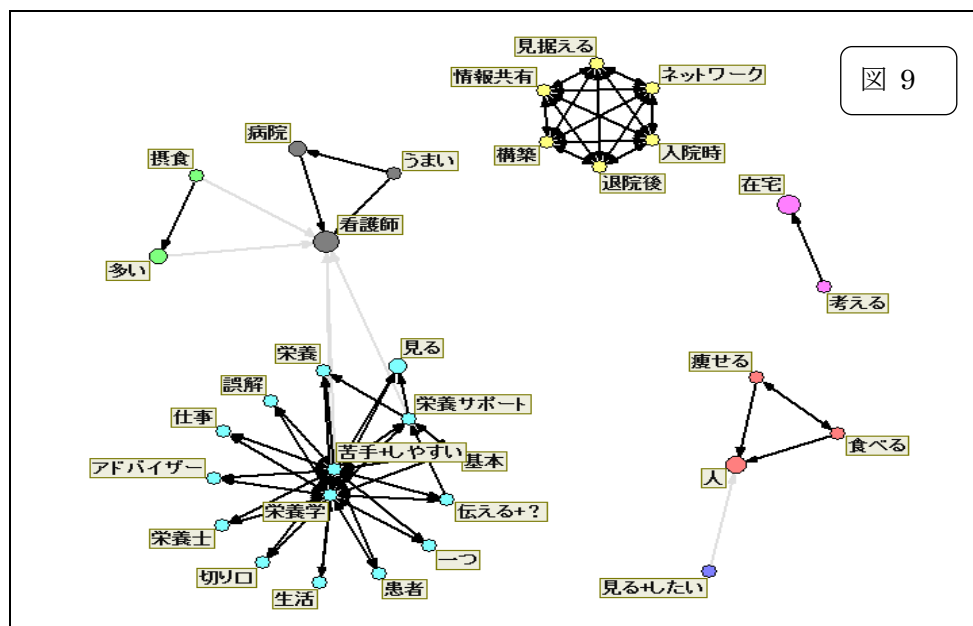 図 9
見据える
情報共有
ネットワーク
構築
入院時
退院後
病院
うまい
摂食
看護師
多い
在宅
考える
栄養
見る
誤解
栄養サポート
仕事
苦手+しやすい
基本
アドバイザー
栄養学
伝える+?
栄養士
一つ
切り口
生活
患者
痩せる
食べる
人
見る+したい